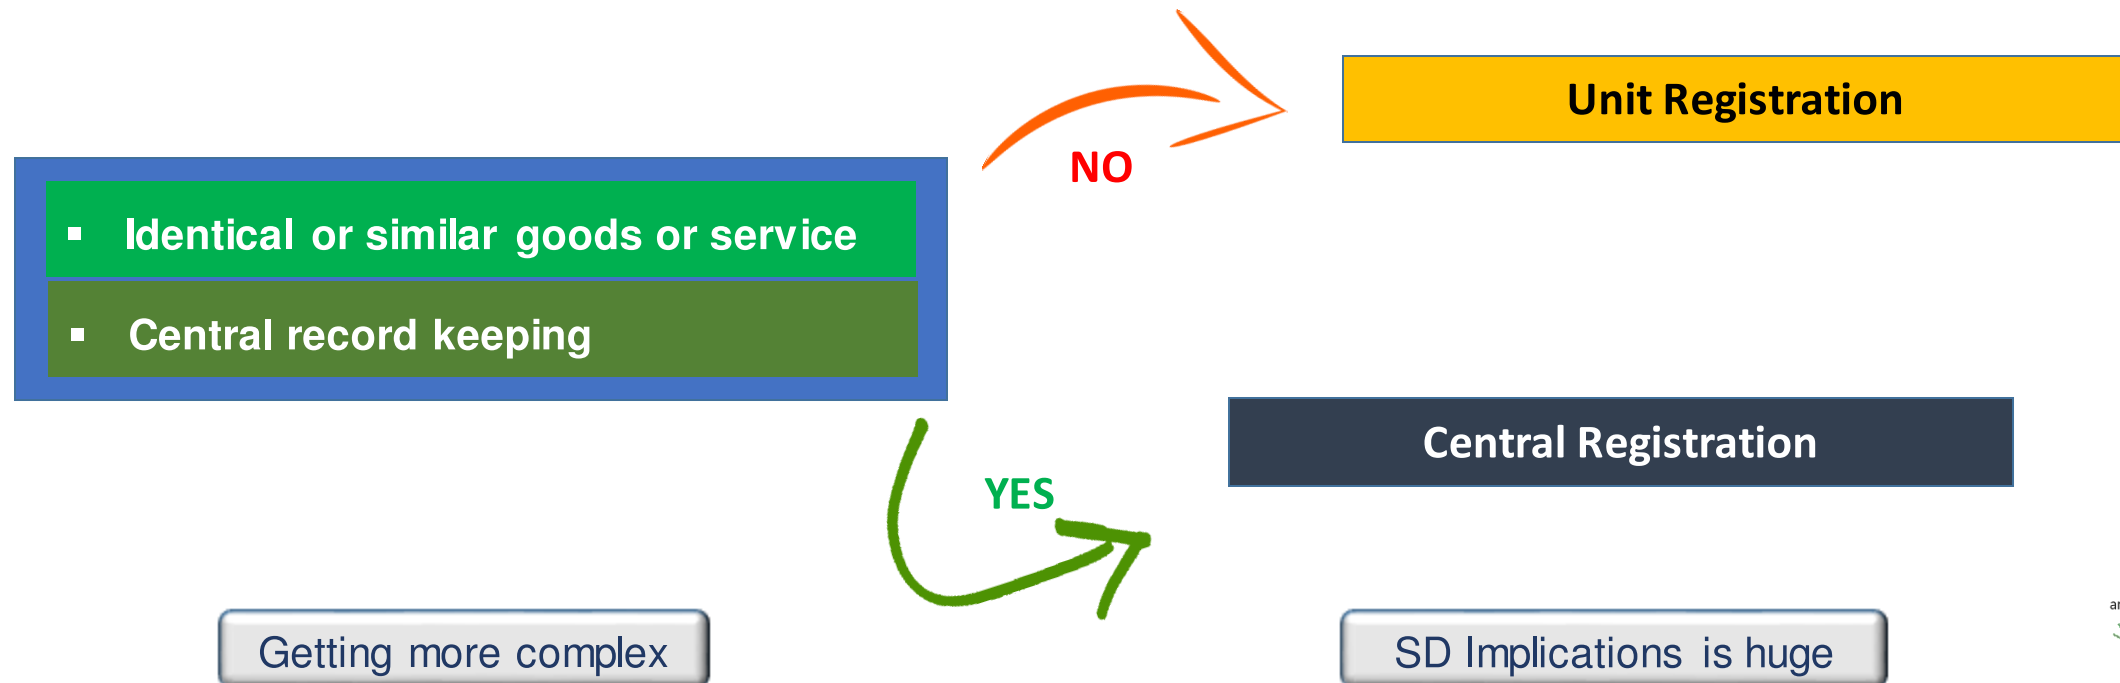 Unit Registration
NO
▪ Identical or similar goods or service
▪ Central record keeping
Central Registration
YES
Getting more complex
SD Implications is huge